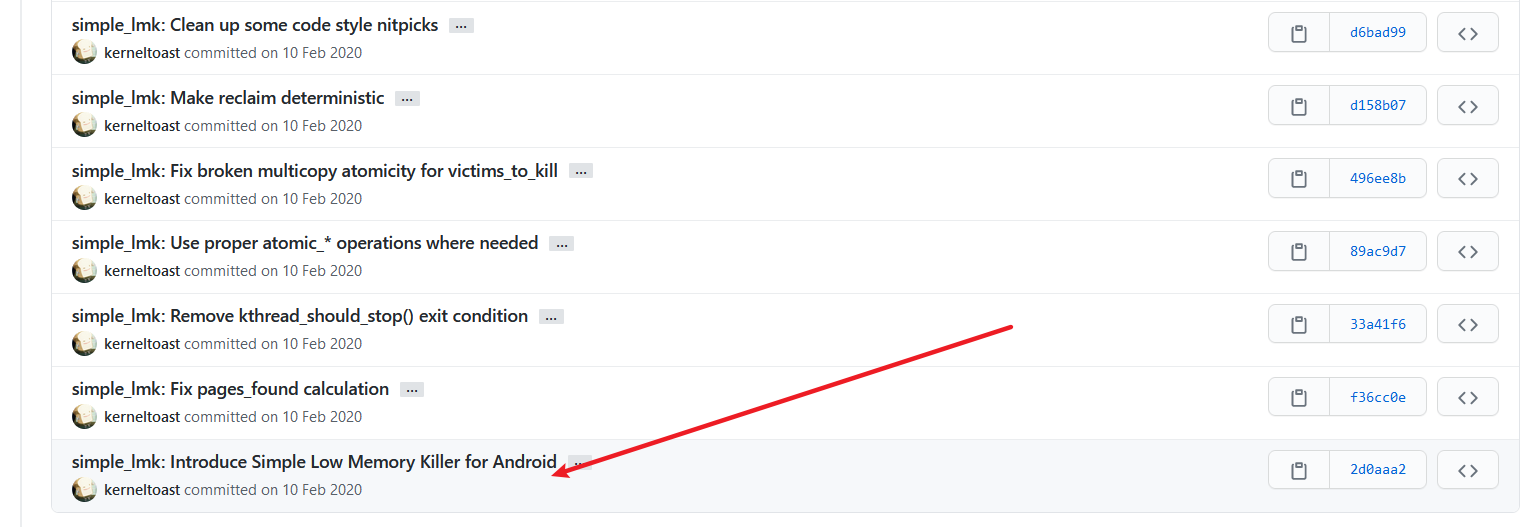 simple_lmk: Clean up some code style nitpicks ...
kerneltoast committed on 10 Feb 2020
d6bad99
simple_lmk: Make reclaim deterministic ...
kerneltoast committed on 10 Feb 2020
d158b07
simple_lmk: Fix broken multicopy atomicity for victims_to_kill ...
kerneltoast committed on 10 Feb 2020
496ee8b
simple_lmk: Use proper atomic_* operations where needed ...
kerneltoast committed on 10 Feb 2020
89ac9d7
simple_lmk: Remove kthread_should_stop() exit condition ...
kerneltoast committed on 10 Feb 2020
33a41f6
simple_lmk: Fix pages_found calculation ...
kerneltoast committed on 10 Feb 2020
f36cc0e
simple_lmk: Introduce Simple Low Memory Killer for Android ...
kerneltoast committed on 10 Feb 2020
2d0aaa2